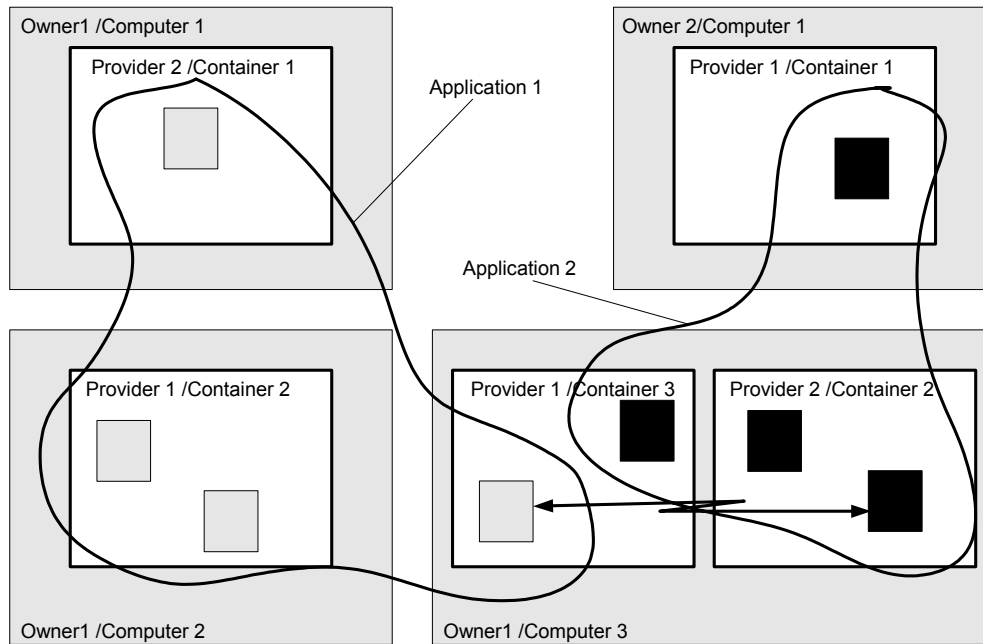 Owner1 /Computer 1
Owner 2/Computer 1
Provider 2 /Container 1
Provider 1 /Container 1
Application 1
Application 2
Provider 1 /Container 2
Provider 1 /Container 3
Provider 2 /Container 2
Owner1 /Computer 2
Owner1 /Computer 3